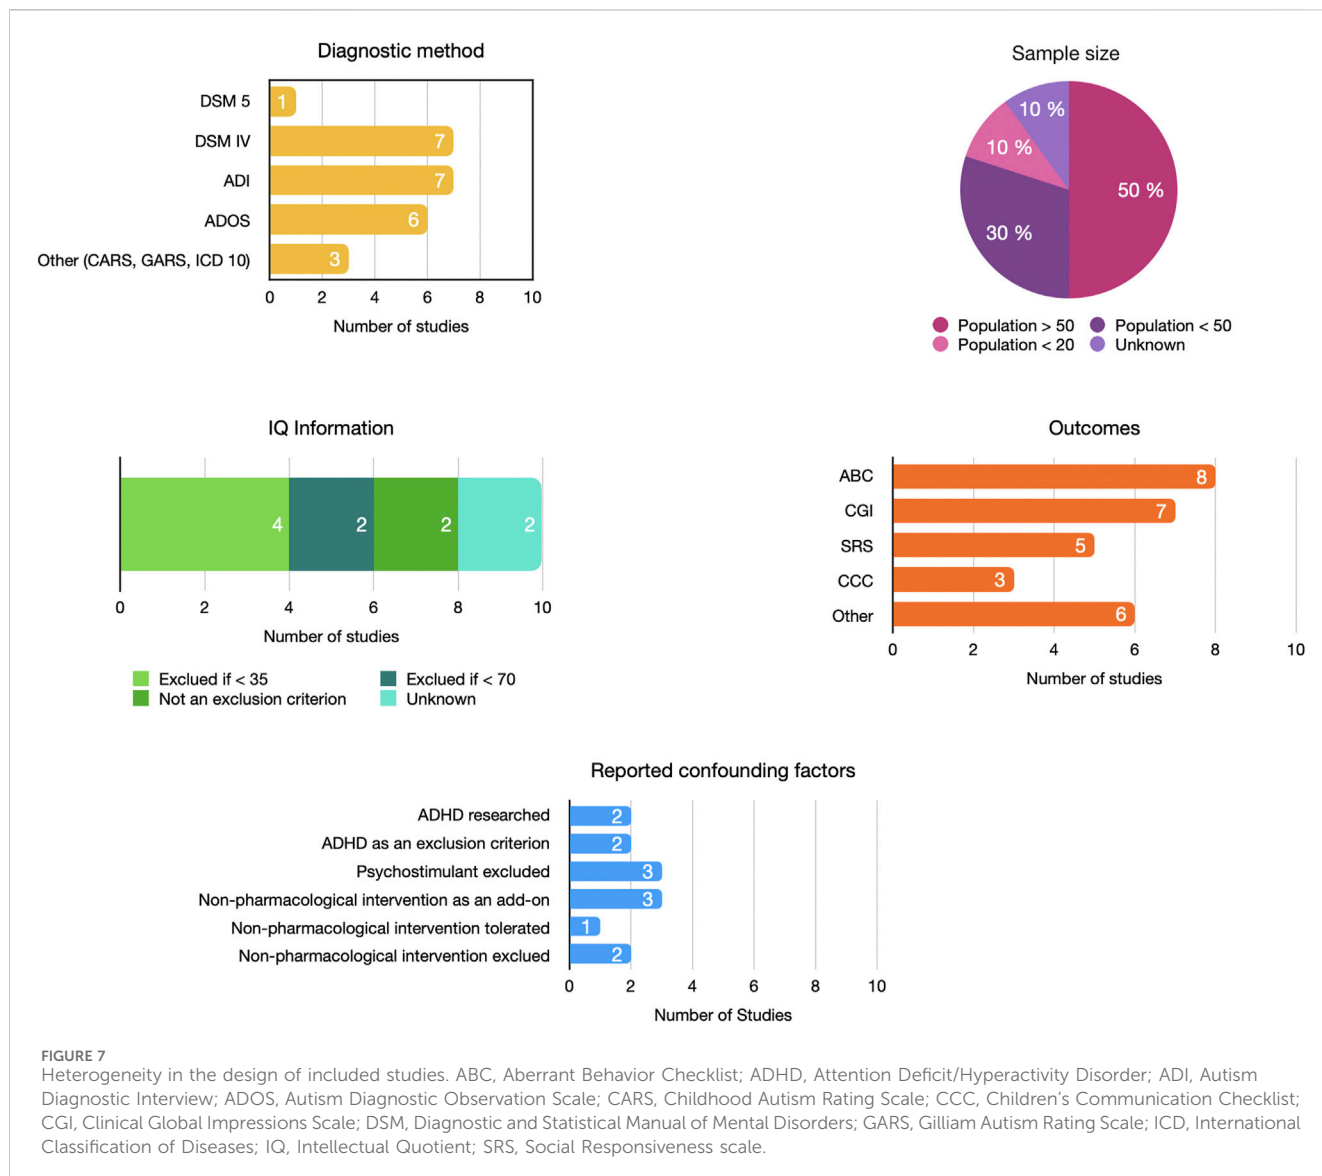 Diagnostic method
DSM 5
1
DSM IV
7
ADI
7
ADOS
6
Other (CARS, GARS, ICD 10)
3
0 2 4 6 8 10
Number of studies
Sample size
10 %
10 %
50 %
30 %
Population > 50
Population < 50
Population < 20
Unknown
IQ Information
4 2 2 2
0 2 4 6 8 10
Number of studies
Exclued if < 35
Exclued if < 70
Not an exclusion criterion
Unknown
Outcomes
ABC
8
CGI
7
SRS
5
CCC
3
Other
6
0 2 4 6 8 10
Number of studies
Reported confounding factors
ADHD researched
2
ADHD as an exclusion criterion
2
Psychostimulant excluded
3
Non-pharmacological intervention as an add-on
3
Non-pharmacological intervention tolerated
1
Non-pharmacological intervention exclued
2
0 2 4 6 8 10
Number of Studies
FIGURE 7
Heterogeneity in the design of included studies. ABC, Aberrant Behavior Checklist; ADHD, Attention Deficit/Hyperactivity Disorder; ADI, Autism
Diagnostic Interview; ADOS, Autism Diagnostic Observation Scale; CARS, Childhood Autism Rating Scale; CCC, Children's Communication Checklist;
CGI, Clinical Global Impressions Scale; DSM, Diagnostic and Statistical Manual of Mental Disorders; GARS, Gilliam Autism Rating Scale; ICD, International
Classification of Diseases; IQ, Intellectual Quotient; SRS, Social Responsiveness scale.